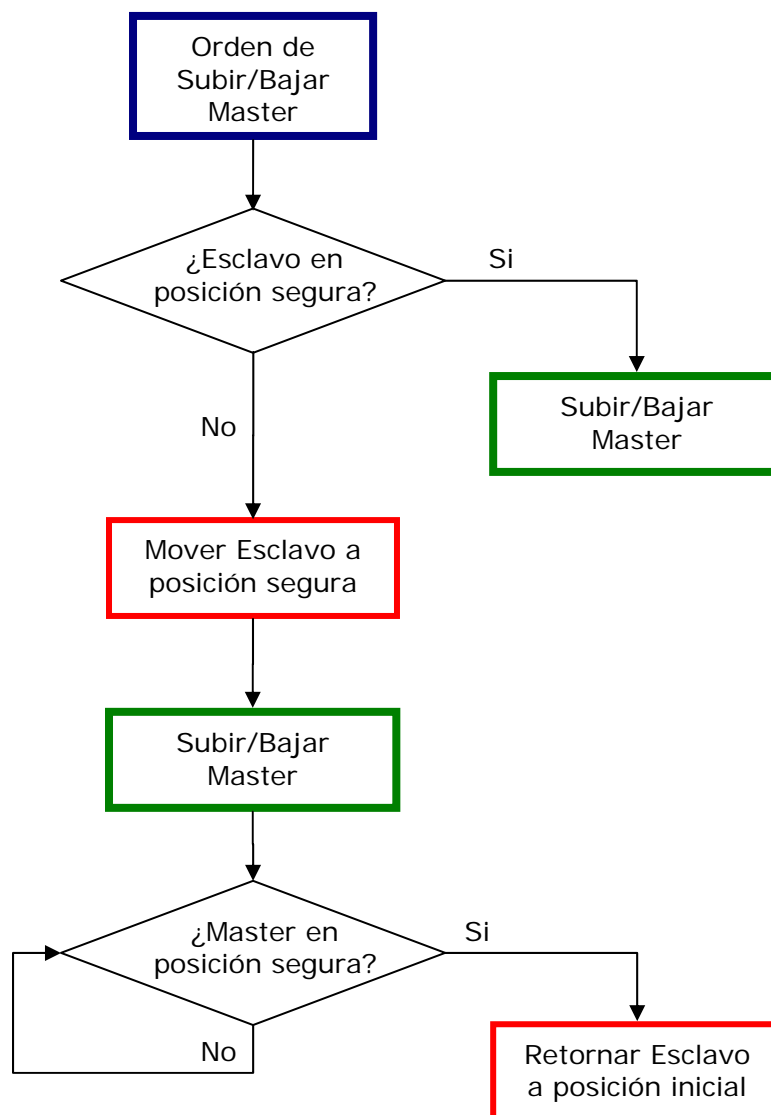 Orden de
Subir/Bajar
Master
¿Esclavo en
posición segura?
Si
Subir/Bajar
Master
No
Mover Esclavo a
posición segura
Subir/Bajar
Master
¿Master en
posición segura?
Si
No
Retornar Esclavo
a posición inicial